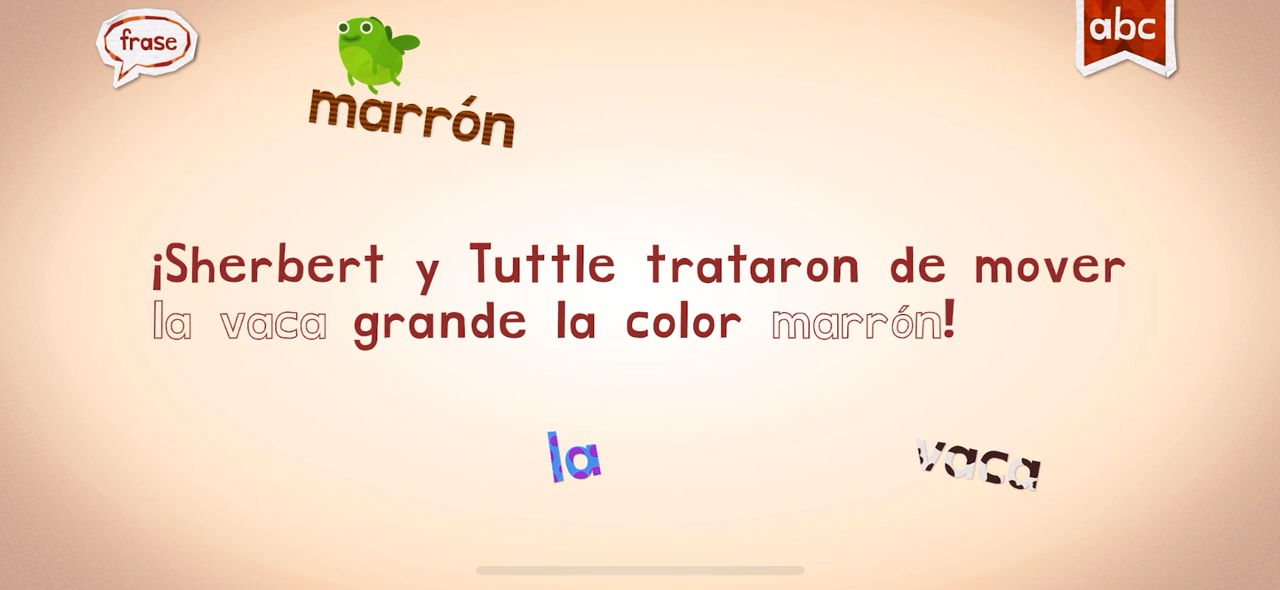 frase
abc
marrón
¡Sherbert y Tuttle trataron de mover
la vaca grande la color marrón!
la
vaca